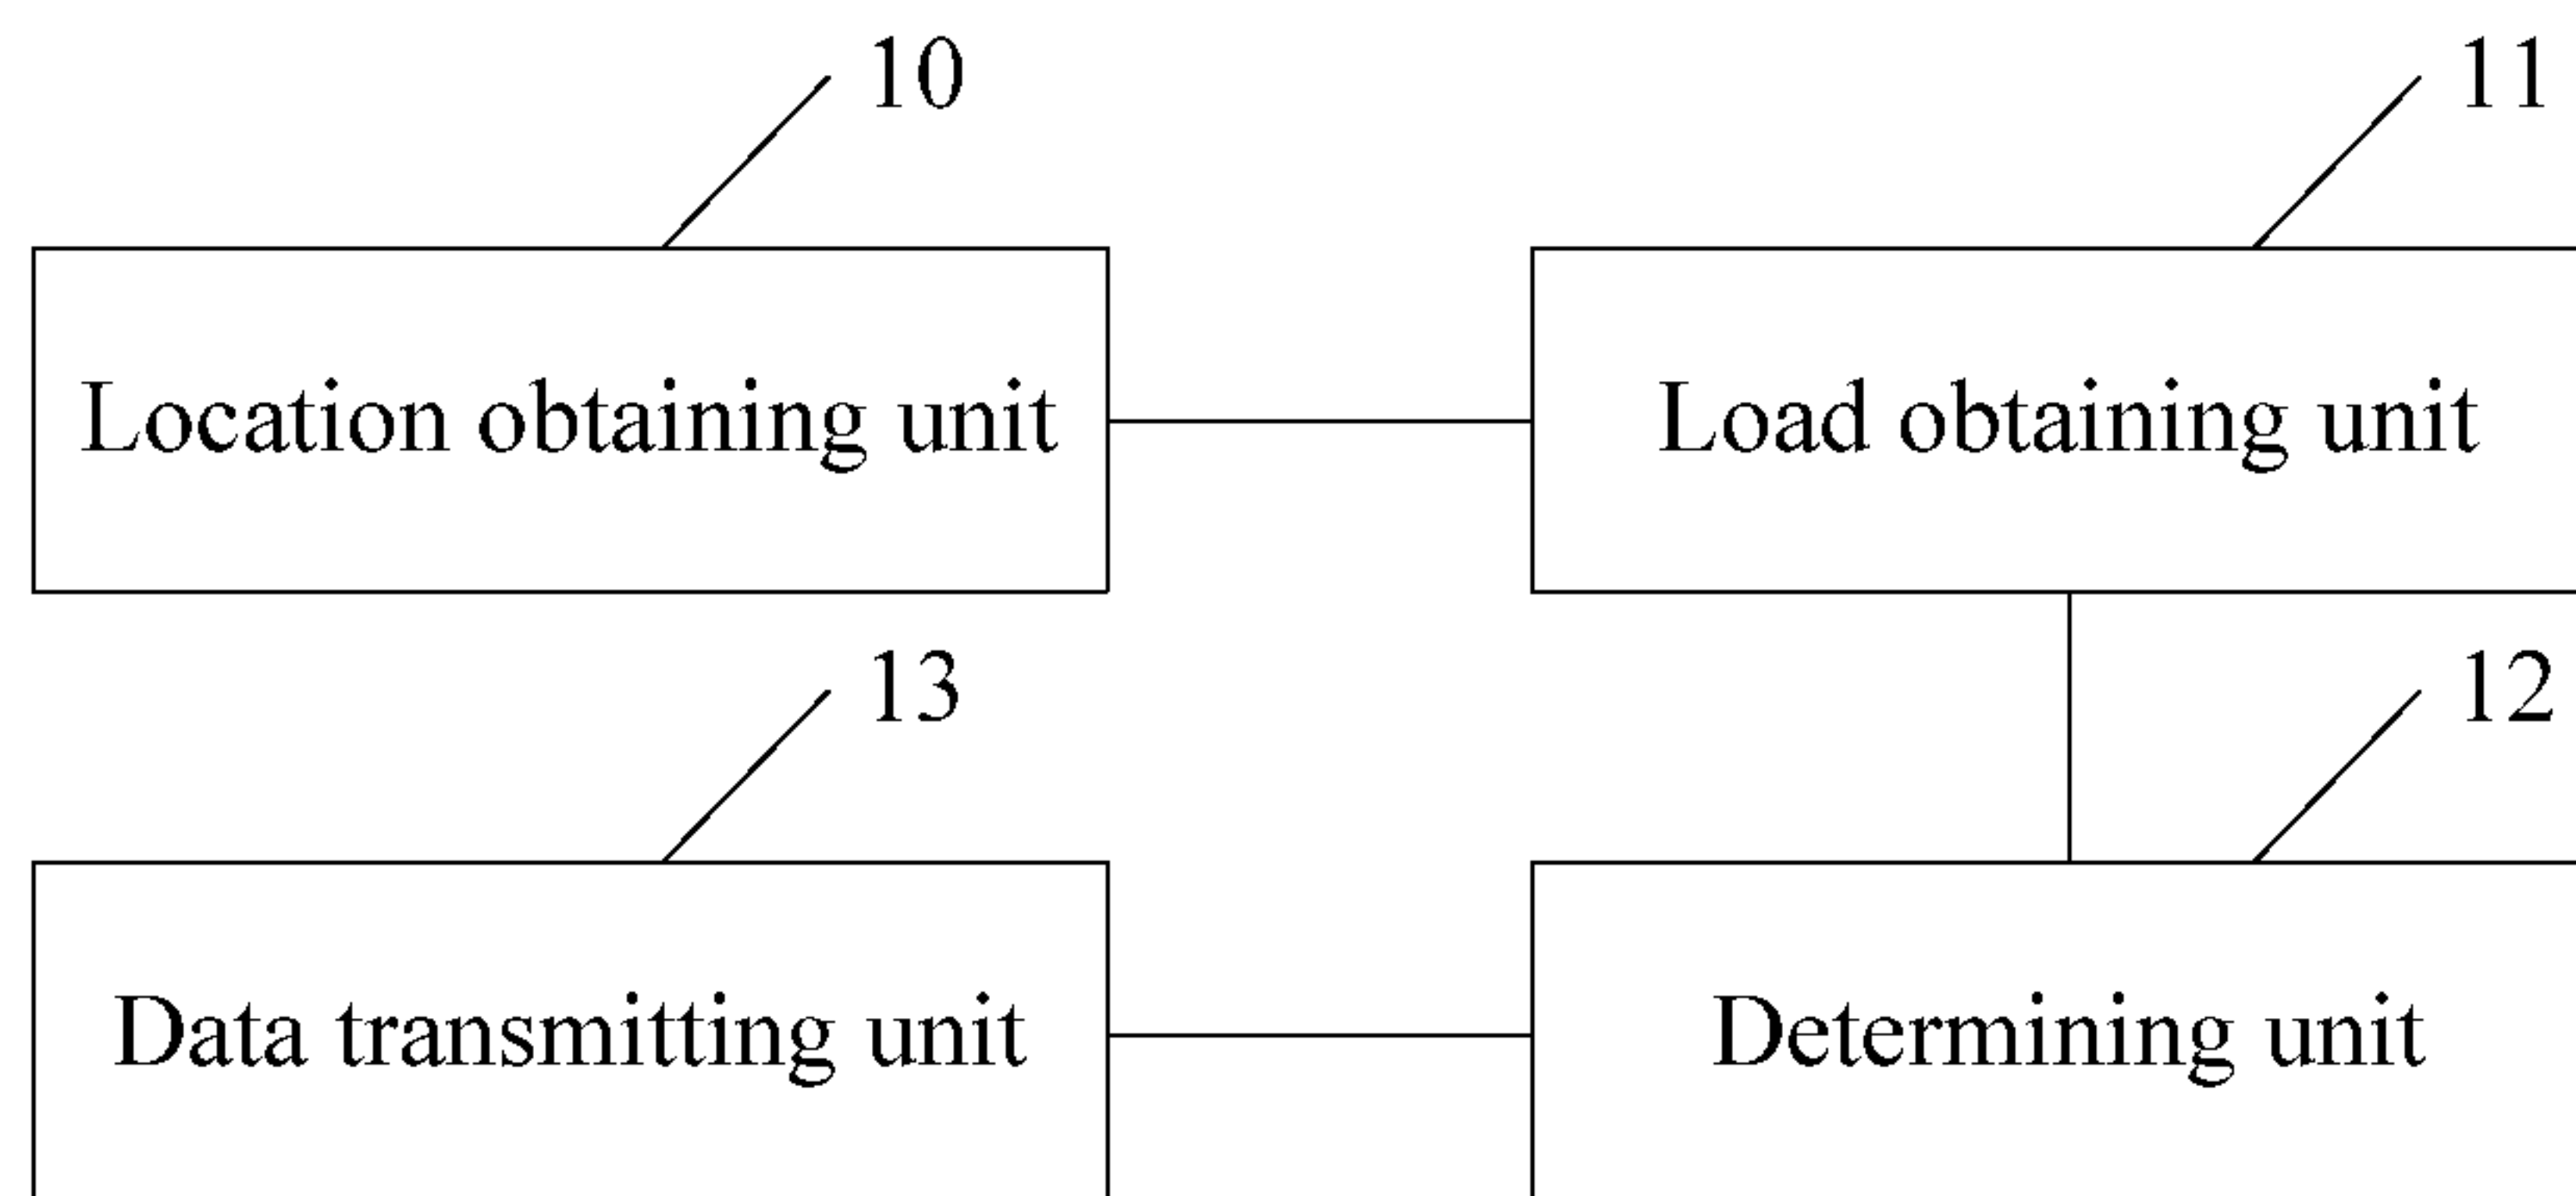 10
11
Location obtaining unit
Load obtaining unit
13
12
Data transmitting unit
Determining unit